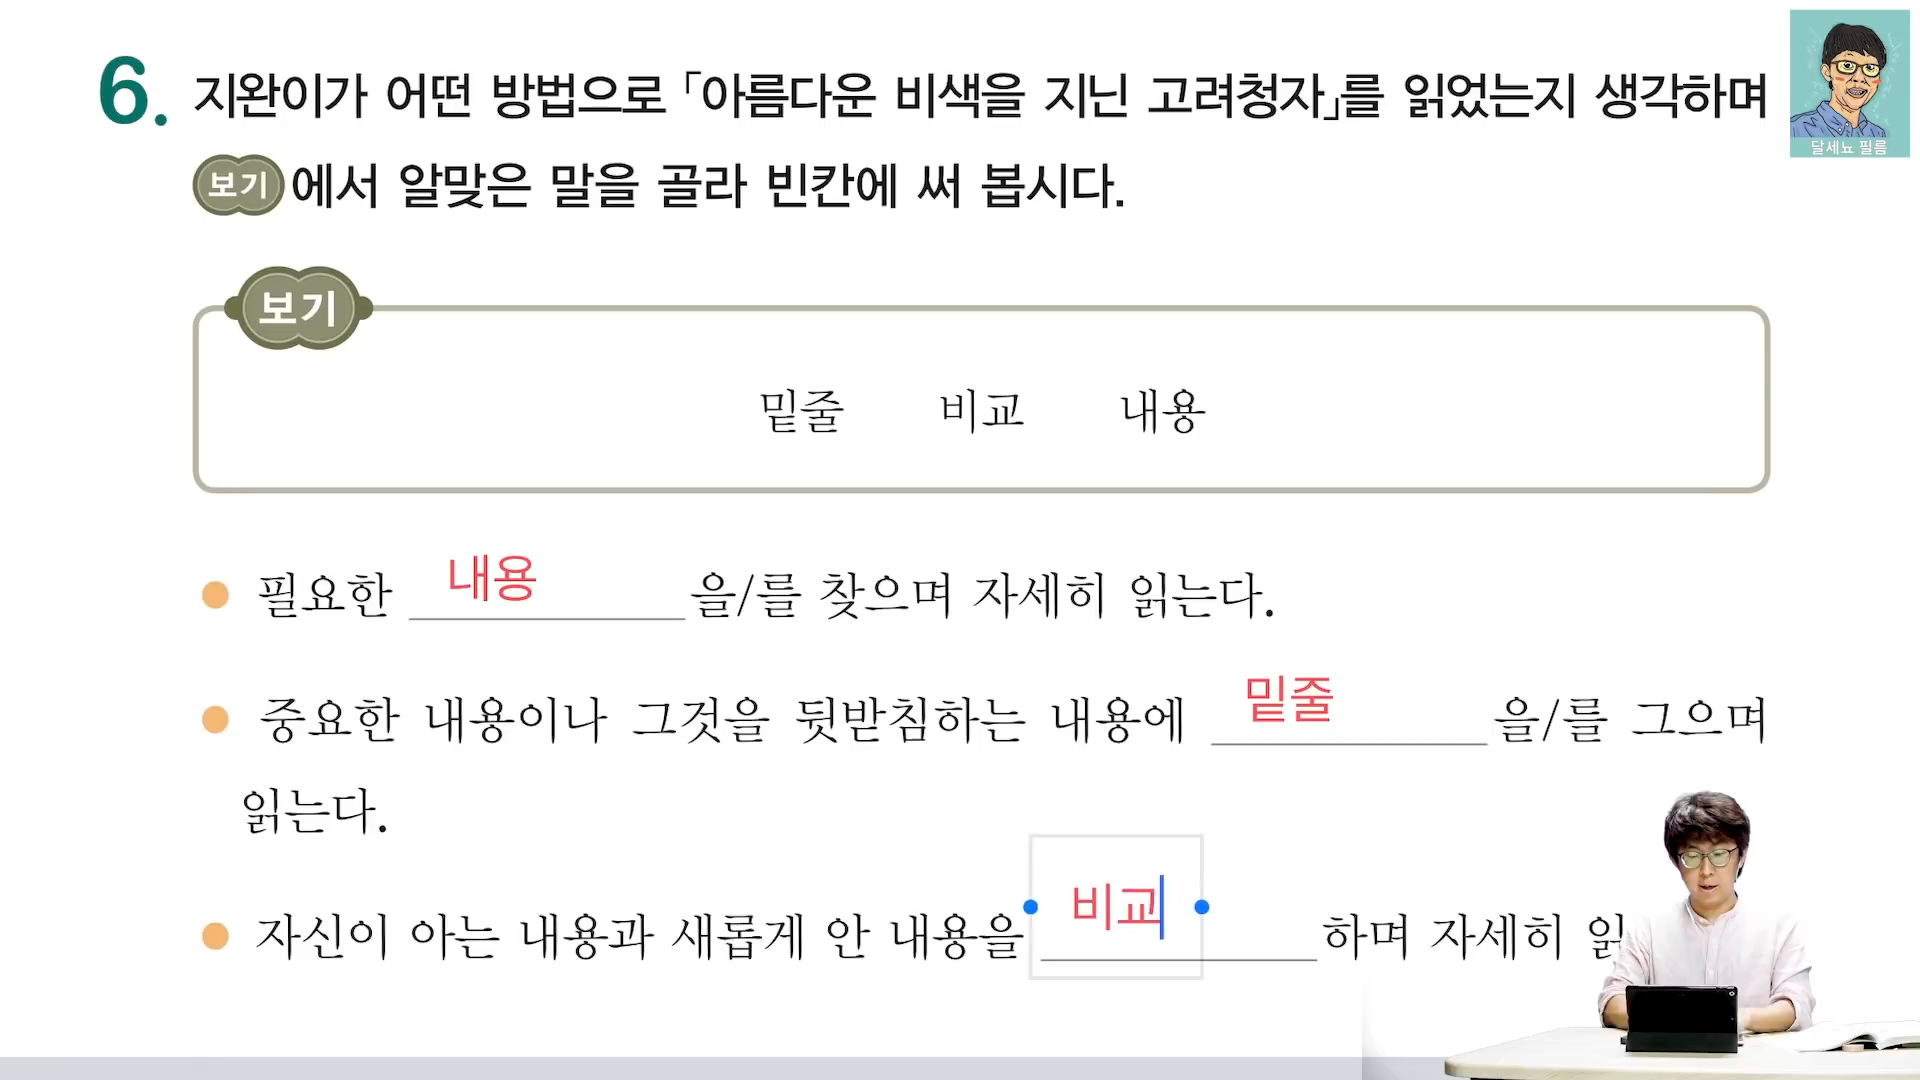 6. 지완이가 어떤 방법으로 「아름다운 비색을 지닌 고려청자」를 읽었는지 생각하며
보기 에서 알맞은 말을 골라 빈칸에 써 봅시다.
달세뇨 필름
보기
밑줄 비교 내용
필요한 내용 을/를 찾으며 자세히 읽는다.
중요한 내용이나 그것을 뒷받침하는 내용에 밑줄 을/를 그으며
읽는다.
자신이 아는 내용과 새롭게 안 내용을 비교 하며 자세히 읽